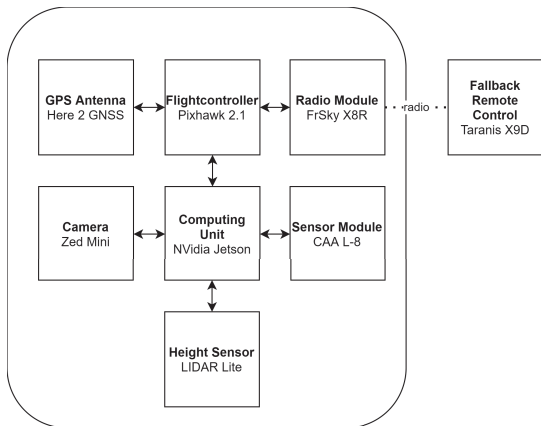 GPS Antenna
Here 2 GNSS
Flightcontroller
Pixhawk 2.1
Radio Module
FrSky X8R
radio
Fallback
Remote
Control
Taranis X9D
Camera
Zed Mini
Computing
Unit
NVidia Jetson
Sensor Module
CAA L-8
Height Sensor
LIDAR Lite